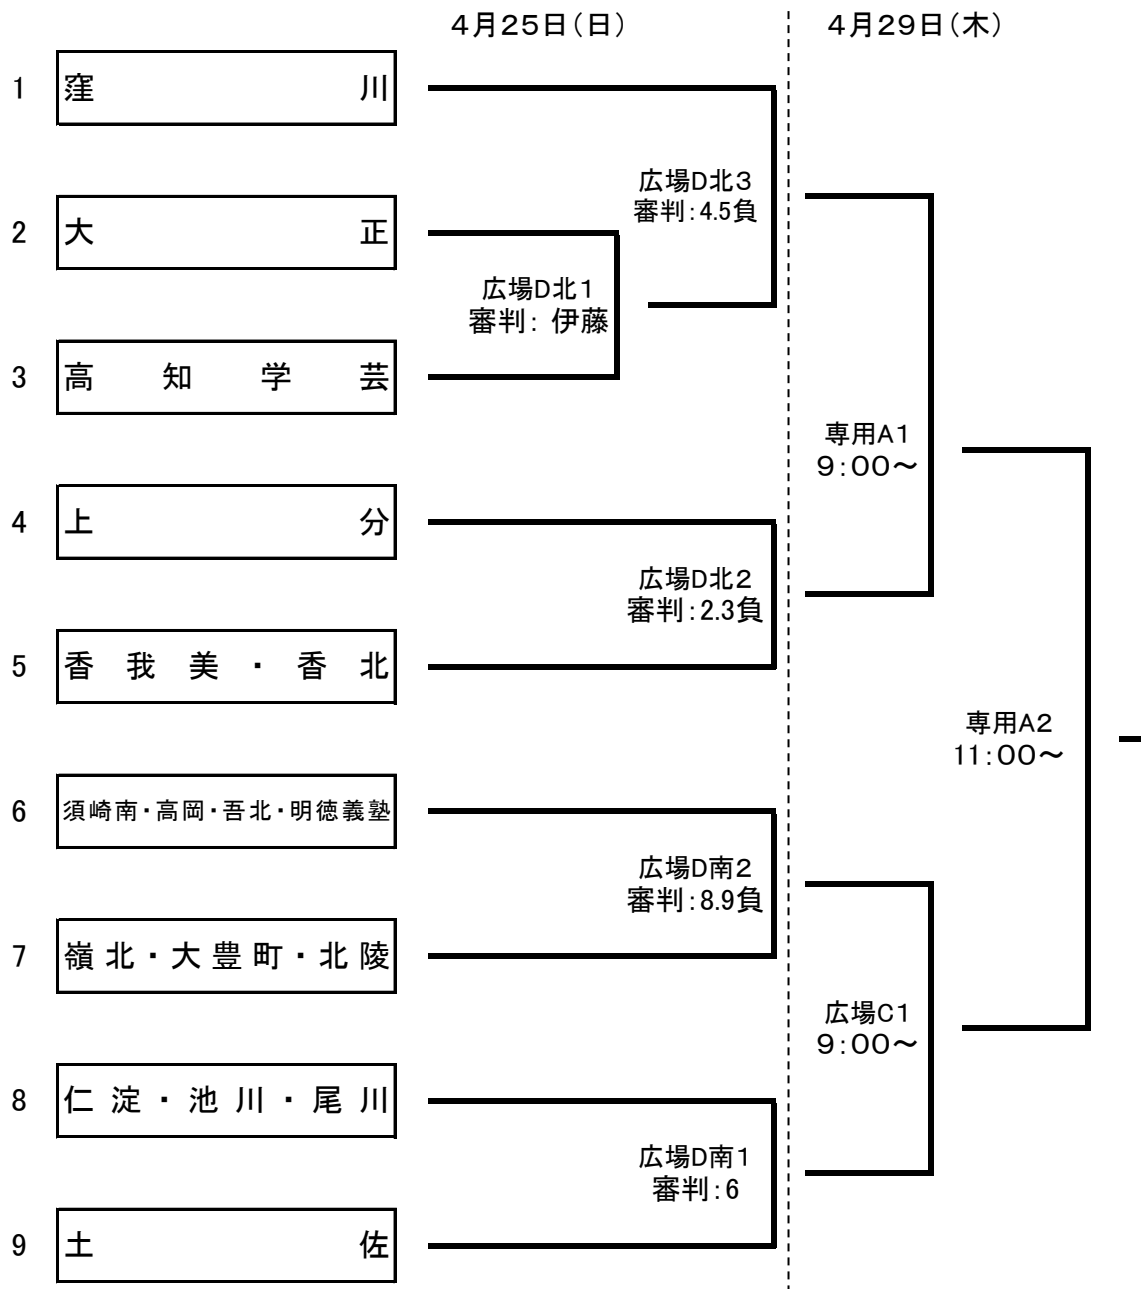 4月25日(日)
4月29日(木)
1 窪川
広場D北3
審判:4.5負
2 大正
広場D北1
審判: 伊藤
3 高知学芸
専用A1
9:00~
4 上分
広場D北2
審判:2.3負
5 香我美・香北
専用A2
11:00~
6 須崎南・高岡・吾北・明徳義塾
広場D南2
審判:8.9負
7 嶺北・大豊町・北陵
広場C1
9:00~
8 仁淀・池川・尾川
広場D南1
審判:6
9 土佐